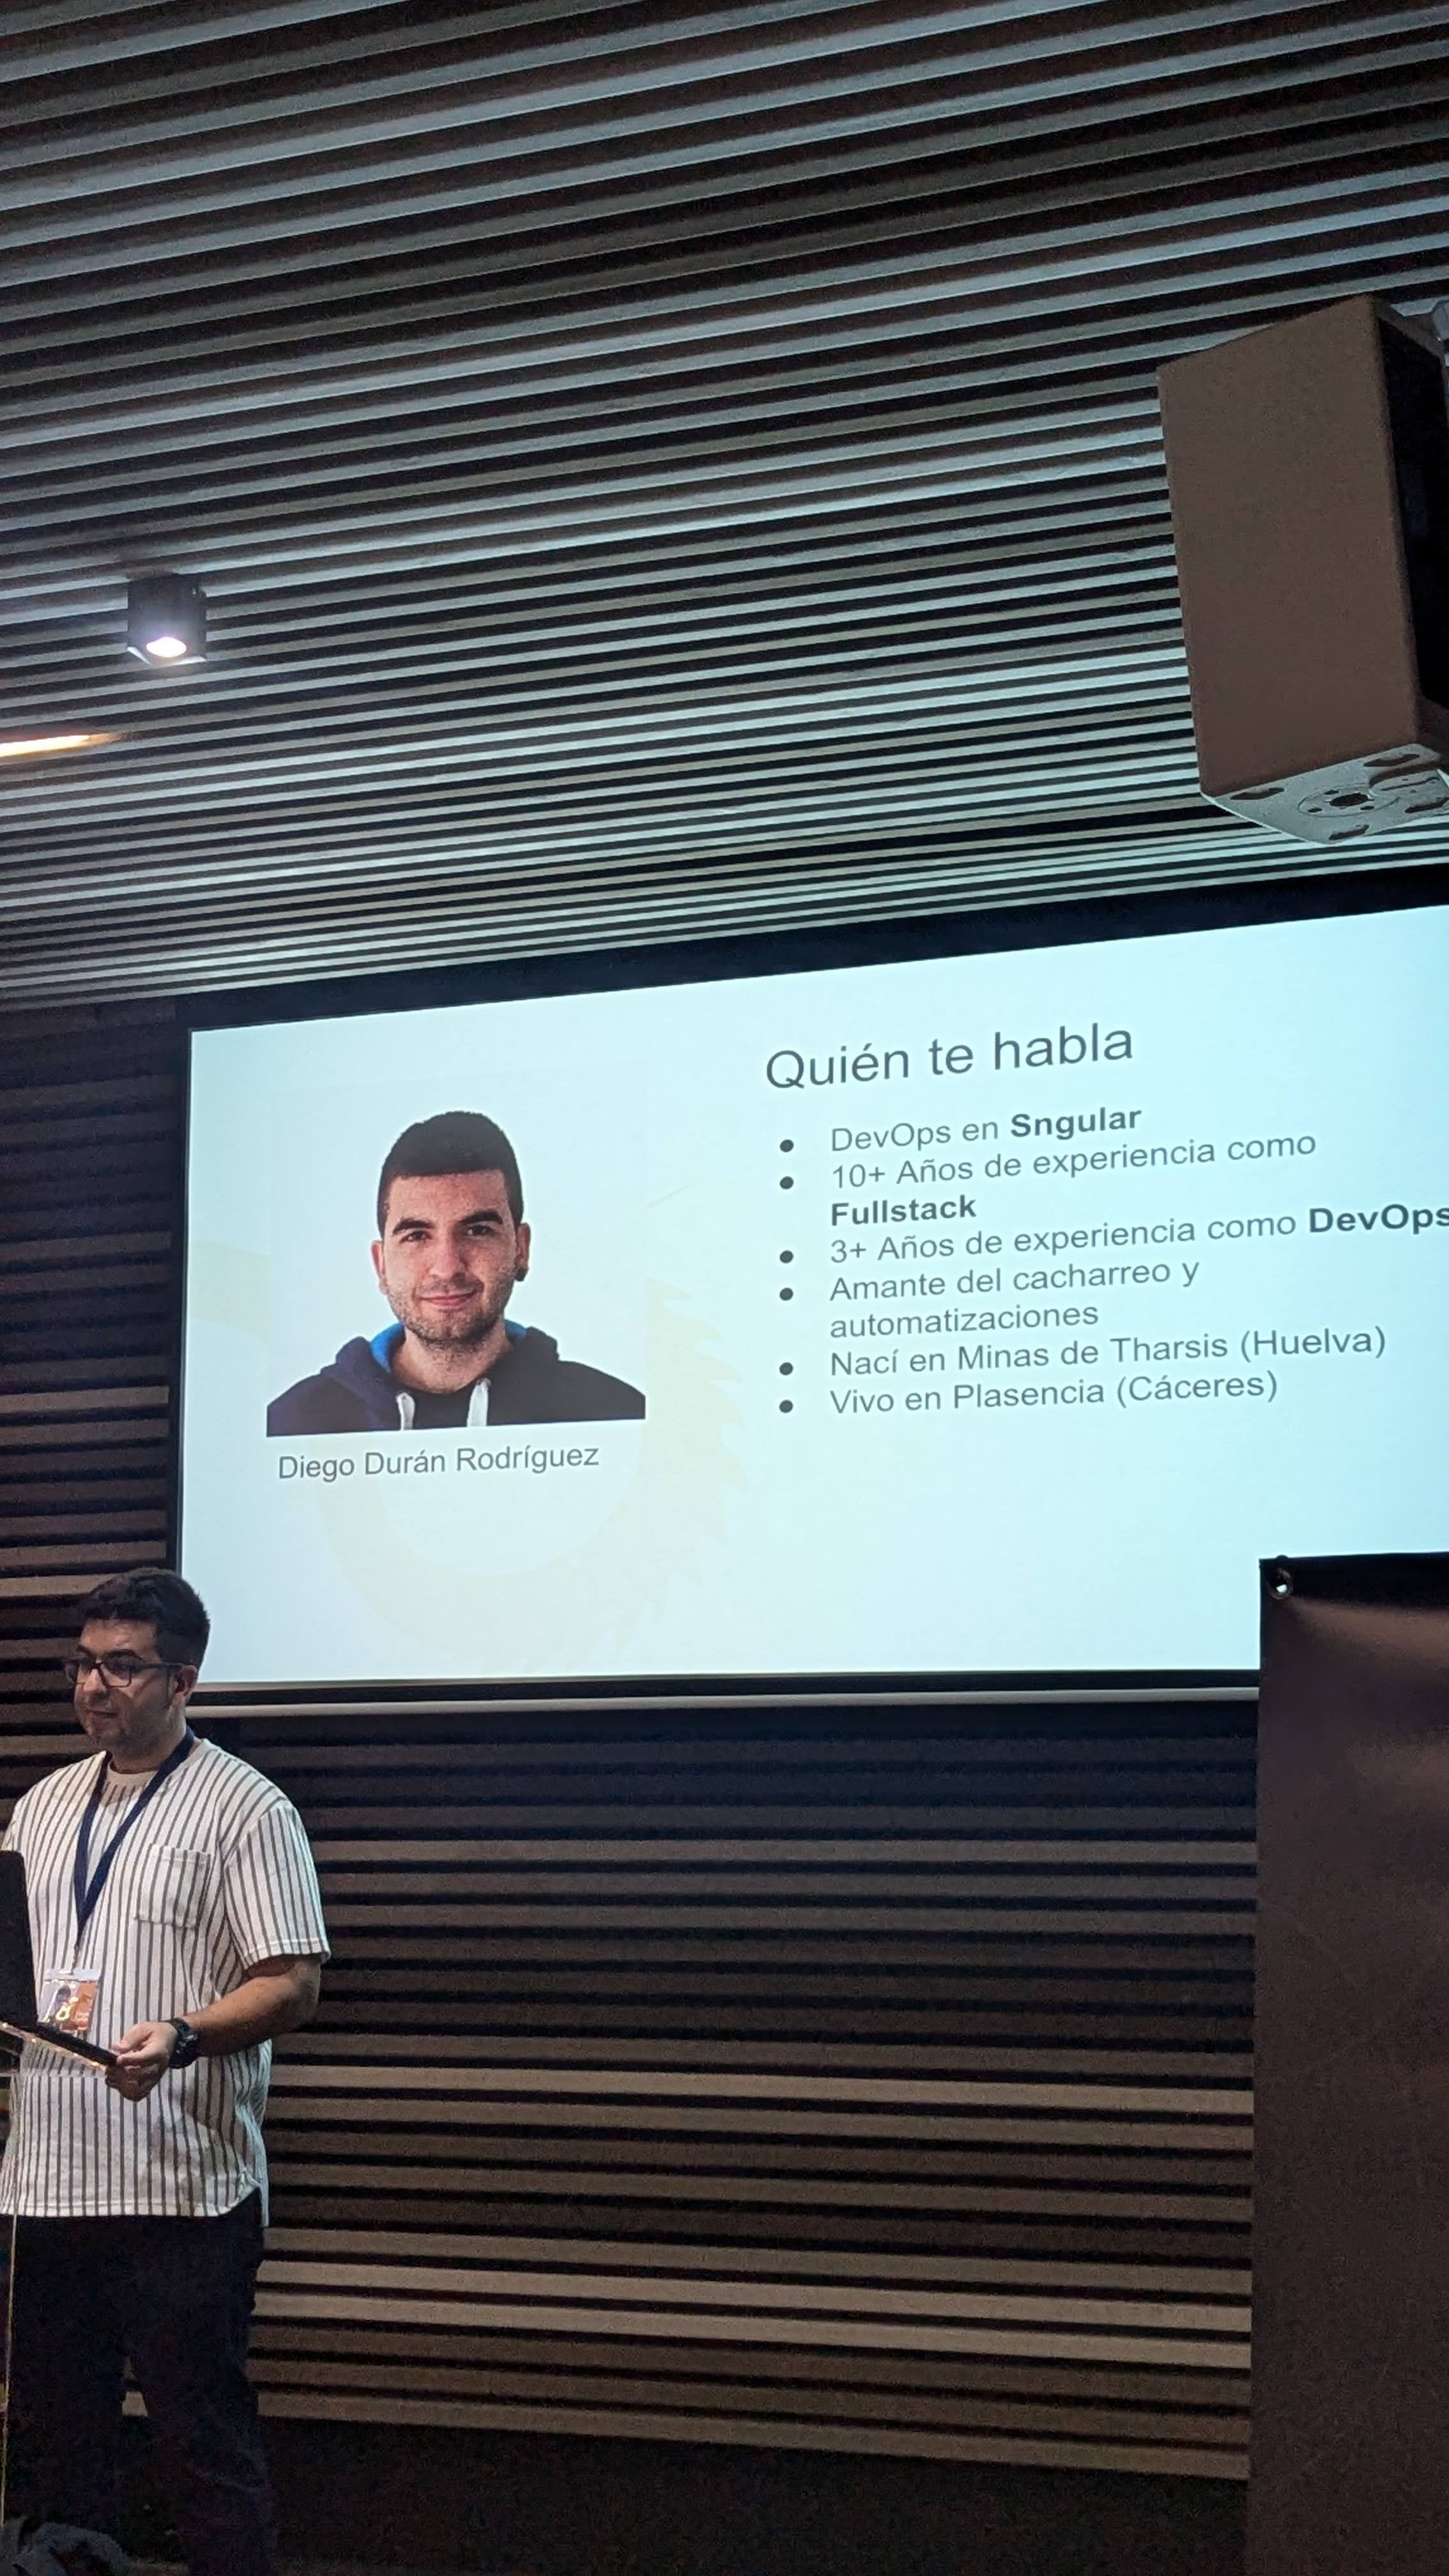 Quién te habla
DevOps en Sngular
10+ Años de experiencia como
Fullstack
3+ Años de experiencia como DevOps
Amante del cacharreo y
automatizaciones
Nací en Minas de Tharsis (Huelva)
Vivo en Plasencia (Cáceres)
Diego Durán Rodríguez